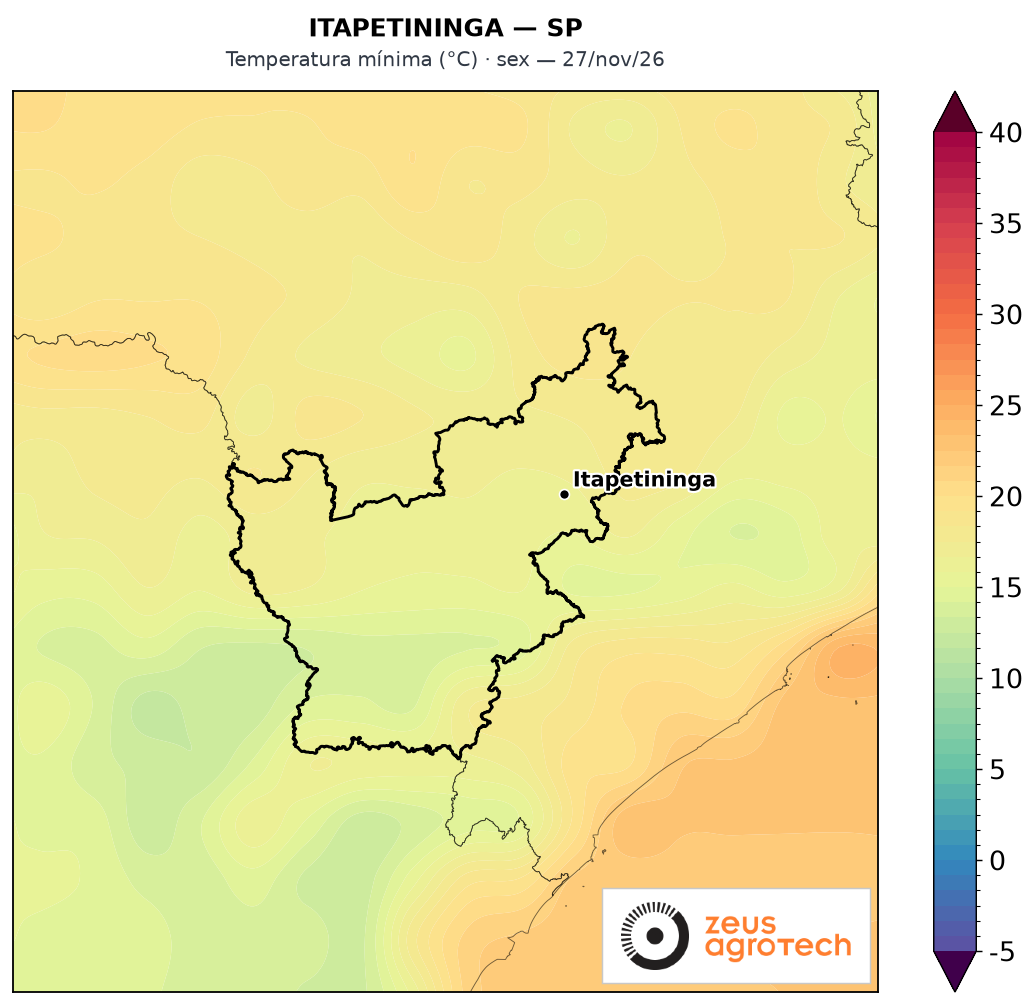 ITAPETININGA — SP
Temperatura mínima (°C) · sex — 27/nov/26
40
35
30
25
20
15
10
5
0
-5
Itapetininga
zeus
agrotech